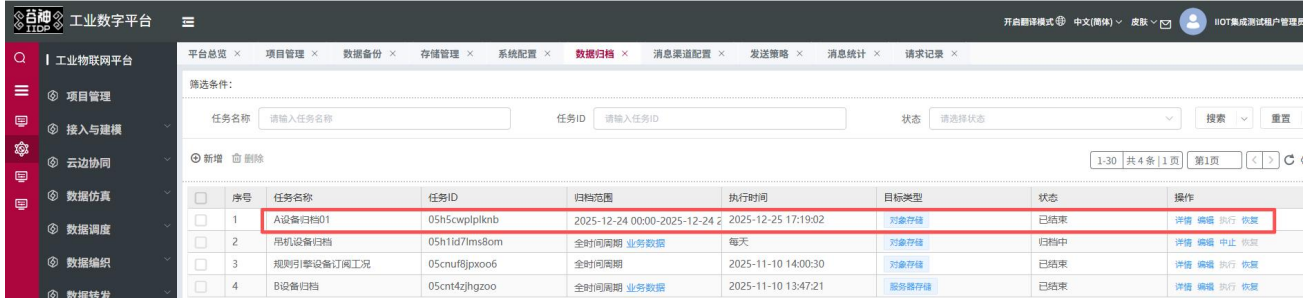 谷神 IIDP 工业数字平台 开启翻译模式 中文(简体) 皮肤 IIOT集成测试租户管理员
工业物联网平台 平台总览 × 项目管理 × 数据备份 × 存储管理 × 系统配置 × 数据归档 × 消息渠道配置 × 发送策略 × 消息统计 × 请求记录 ×
筛选条件:
项目管理
任务名称 请输入任务名称 任务ID 请输入任务ID 状态 请选择状态 搜索 重置
接入与建模
新增 删除 1-30 共4条|1页 第1页
云边协同
数据仿真
序号 任务名称 任务ID 归档范围 执行时间 目标类型 状态 操作
1 A设备归档01 05h5cwplplknb 2025-12-24 00:00-2025-12-24 2 2025-12-25 17:19:02 对象存储 已结束 详情 编辑 执行 恢复
数据调度
2 吊机设备归档 05h1id7lms8om 全时间周期 业务数据 每天 对象存储 归档中 详情 编辑 中止 恢复
数据编织
3 规则引擎设备订阅工况 05cnuf8jpxoo6 全时间周期 2025-11-10 14:00:30 对象存储 已结束 详情 编辑 执行 恢复
数据转发
4 B设备归档 05cnt4zjhgzoo 全时间周期 业务数据 2025-11-10 13:47:21 服务器存储 已结束 详情 编辑 执行 恢复